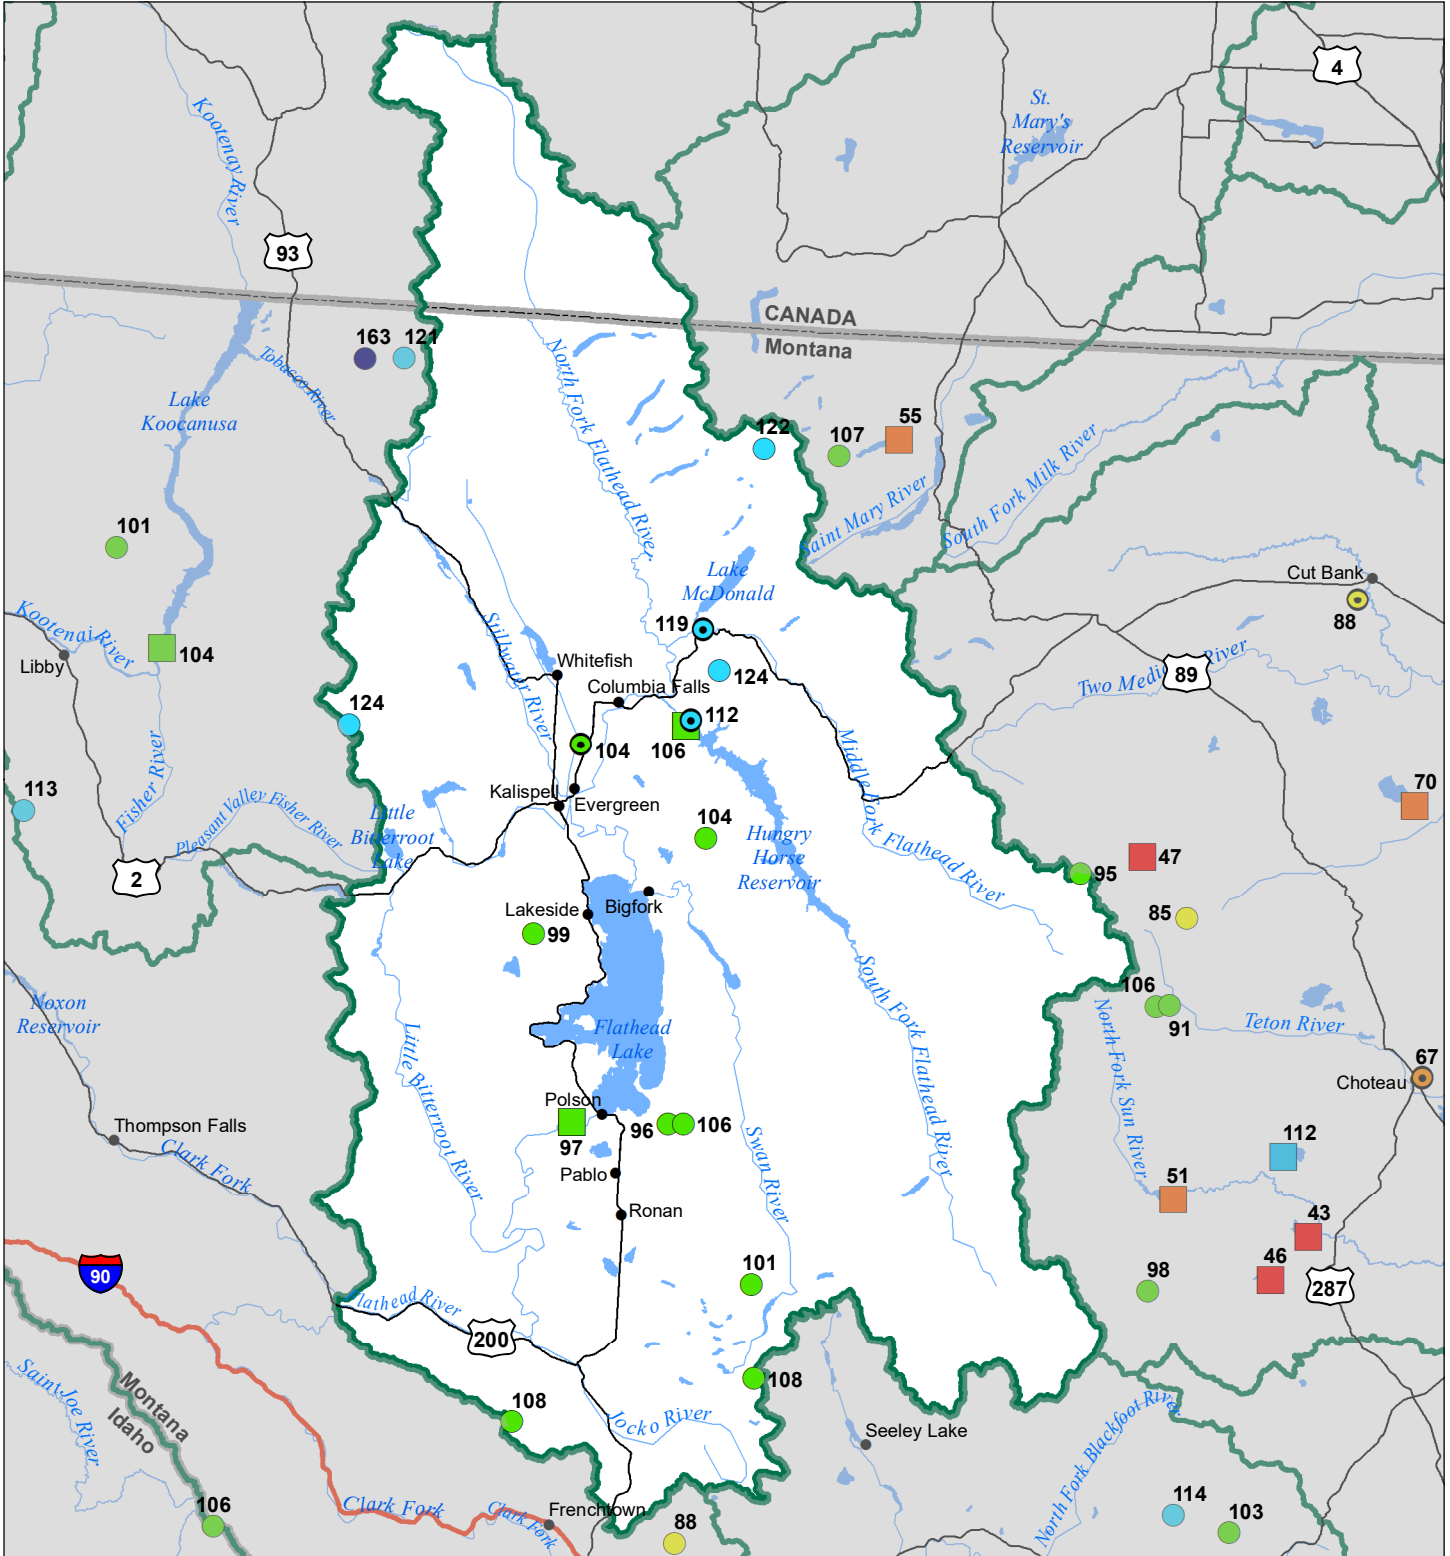 4
St.
Mary's
Reservoir
Kootenay River
93
CANADA
Montana
163
121
Tobacco River
North Fork Flathead River
Lake
Koocanusa
122
107
55
Saint Mary River
South Fork Milk River
101
Lake
McDonald
Cut Bank
88
Kootenai River
Libby
104
119
Stillwater River
Whitefish
Columbia Falls
124
Two Medi River
89
124
112
106
104
Middle Fork Flathead River
Fisher River
113
Pleasant Valley Fisher River
Kalispell
Evergreen
70
Little
Bitterroot
Lake
104
Hungry
Horse
Reservoir
2
47
95
Lakeside
Bigfork
85
99
South Fork Flathead River
Noxon
Reservoir
106
91
North Fork Sun River
Teton River
Little Bitterroot River
Flathead
Lake
67
Choteau
Polson
97
96
106
Thompson Falls
Clark Fork
Swan River
112
Pablo
51
Ronan
43
90
101
98
46
287
Flathead River
200
108
108
Saint Joe River
Montana
Idaho
Jocko River
Seeley Lake
North Fork Blackfoot River
106
Clark Fork
Clark Fork
Frenchtown
88
114
103